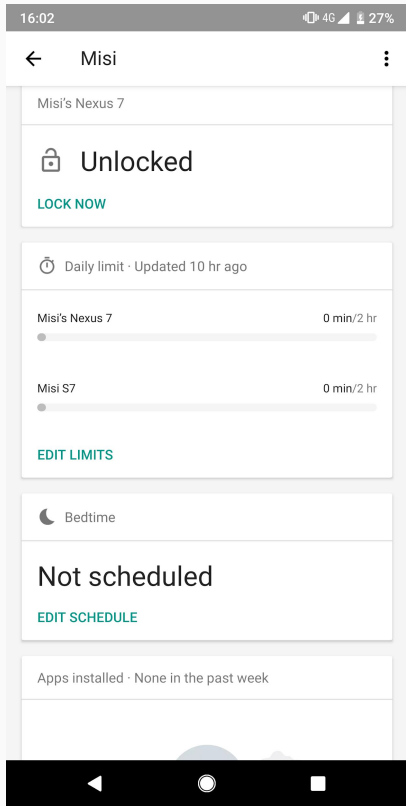 16:02
4G 27%
Misi
Misi's Nexus 7
Unlocked
LOCK NOW
Daily limit · Updated 10 hr ago
Misi's Nexus 7 0 min/2 hr
Misi S7 0 min/2 hr
EDIT LIMITS
Bedtime
Not scheduled
EDIT SCHEDULE
Apps installed · None in the past week